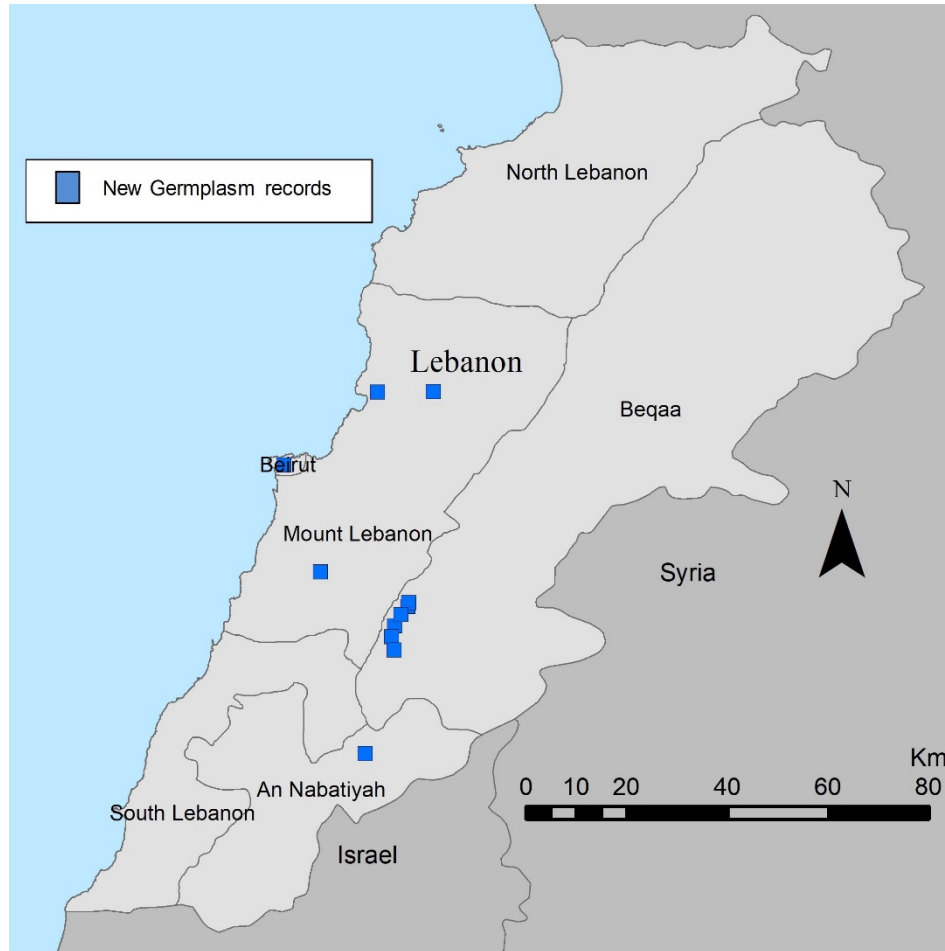 North Lebanon
New Germplasm records
Lebanon
Beqaa
Beirut
N
Mount Lebanon
Syria
Km
An Nabatiyah
0 10 20 40 60 80
South Lebanon
Israel